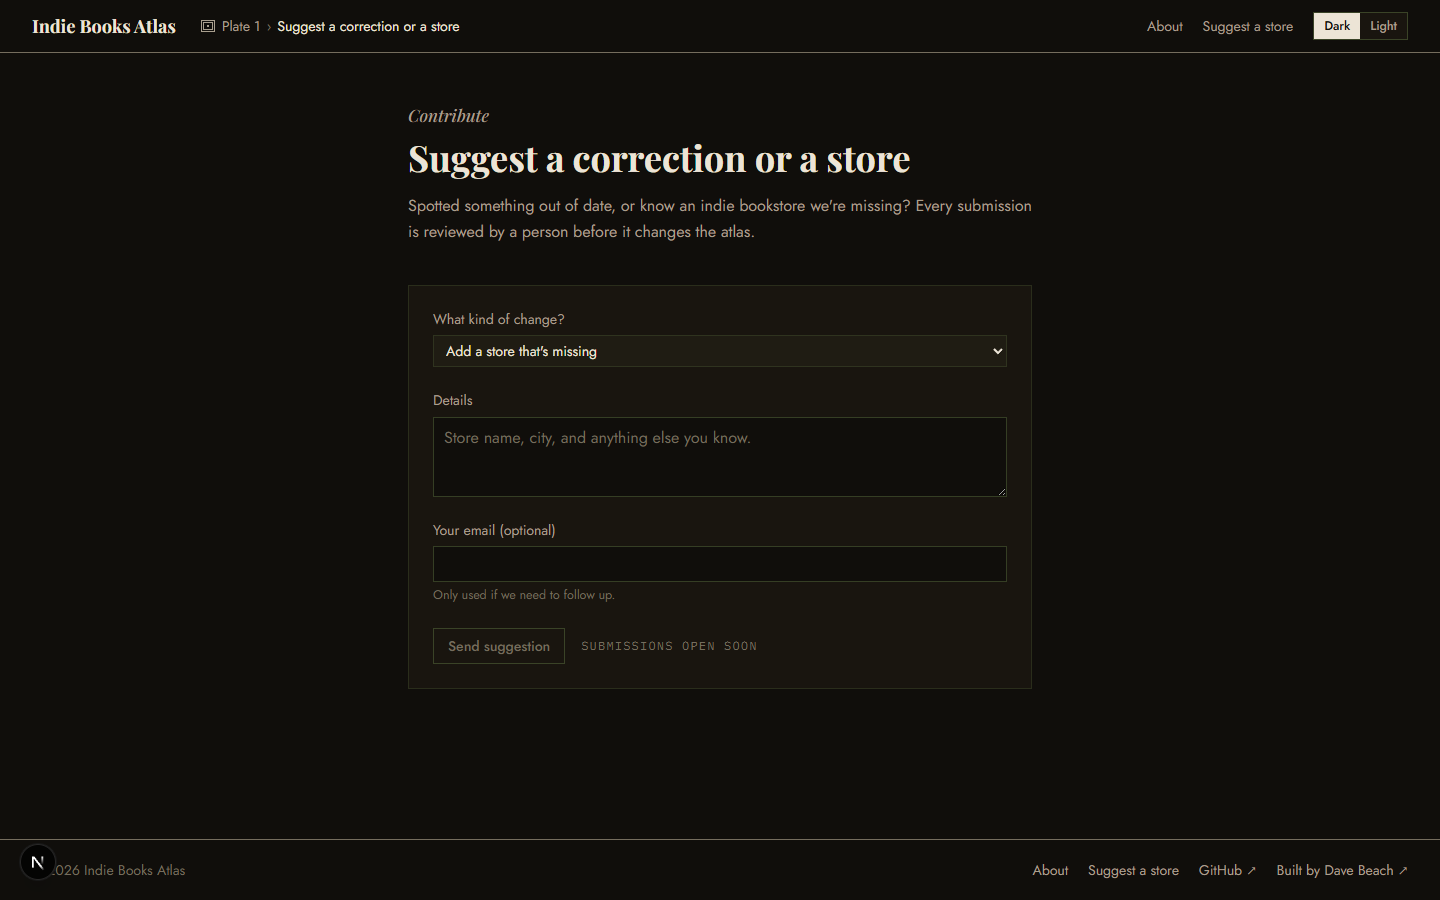 Indie Books Atlas
Plate 1 › Suggest a correction or a store
About
Suggest a store
Dark
Light
Contribute
Suggest a correction or a store
Spotted something out of date, or know an indie bookstore we're missing? Every submission
is reviewed by a person before it changes the atlas.
What kind of change?
Add a store that's missing
Details
Store name, city, and anything else you know.
Your email (optional)
Only used if we need to follow up.
Send suggestion
SUBMISSIONS OPEN SOON
N
2026 Indie Books Atlas
About
Suggest a store
GitHub ↗
Built by Dave Beach ↗